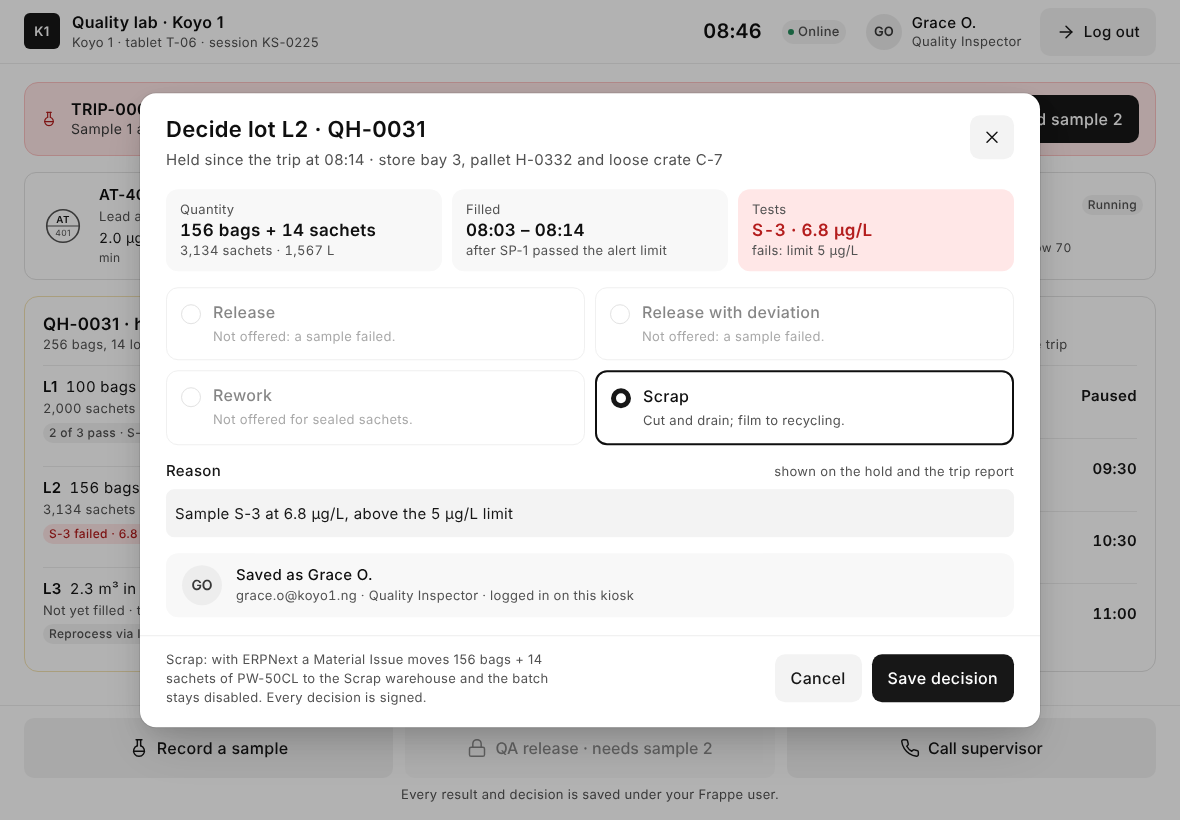 K1
Quality lab · Koyo 1
Koyo 1 · tablet T-06 · session KS-0225
08:46
Online
GO
Grace O.
Quality Inspector
Log out
TRIP-000
Sample 1 a
d sample 2
AT
401
AT-40
Lead a
2.0 µg
min
Running
ow 70
QH-0031 · h
256 bags, 14 lo
trip
L1 100 bags
2,000 sachets
2 of 3 pass · S-
Paused
L2 156 bags
3,134 sachets
S-3 failed · 6.8
09:30
10:30
L3 2.3 m³ in
Not yet filled · t
Reprocess via
11:00
Decide lot L2 · QH-0031
Held since the trip at 08:14 · store bay 3, pallet H-0332 and loose crate C-7
Quantity
156 bags + 14 sachets
3,134 sachets · 1,567 L
Filled
08:03 – 08:14
after SP-1 passed the alert limit
Tests
S-3 · 6.8 µg/L
fails: limit 5 µg/L
Release
Not offered: a sample failed.
Release with deviation
Not offered: a sample failed.
Rework
Not offered for sealed sachets.
Scrap
Cut and drain; film to recycling.
Reason
shown on the hold and the trip report
Sample S-3 at 6.8 µg/L, above the 5 µg/L limit
GO
Saved as Grace O.
grace.o@koyo1.ng · Quality Inspector · logged in on this kiosk
Scrap: with ERPNext a Material Issue moves 156 bags + 14
sachets of PW-50CL to the Scrap warehouse and the batch
stays disabled. Every decision is signed.
Cancel
Save decision
Record a sample
QA release · needs sample 2
Call supervisor
Every result and decision is saved under your Frappe user.